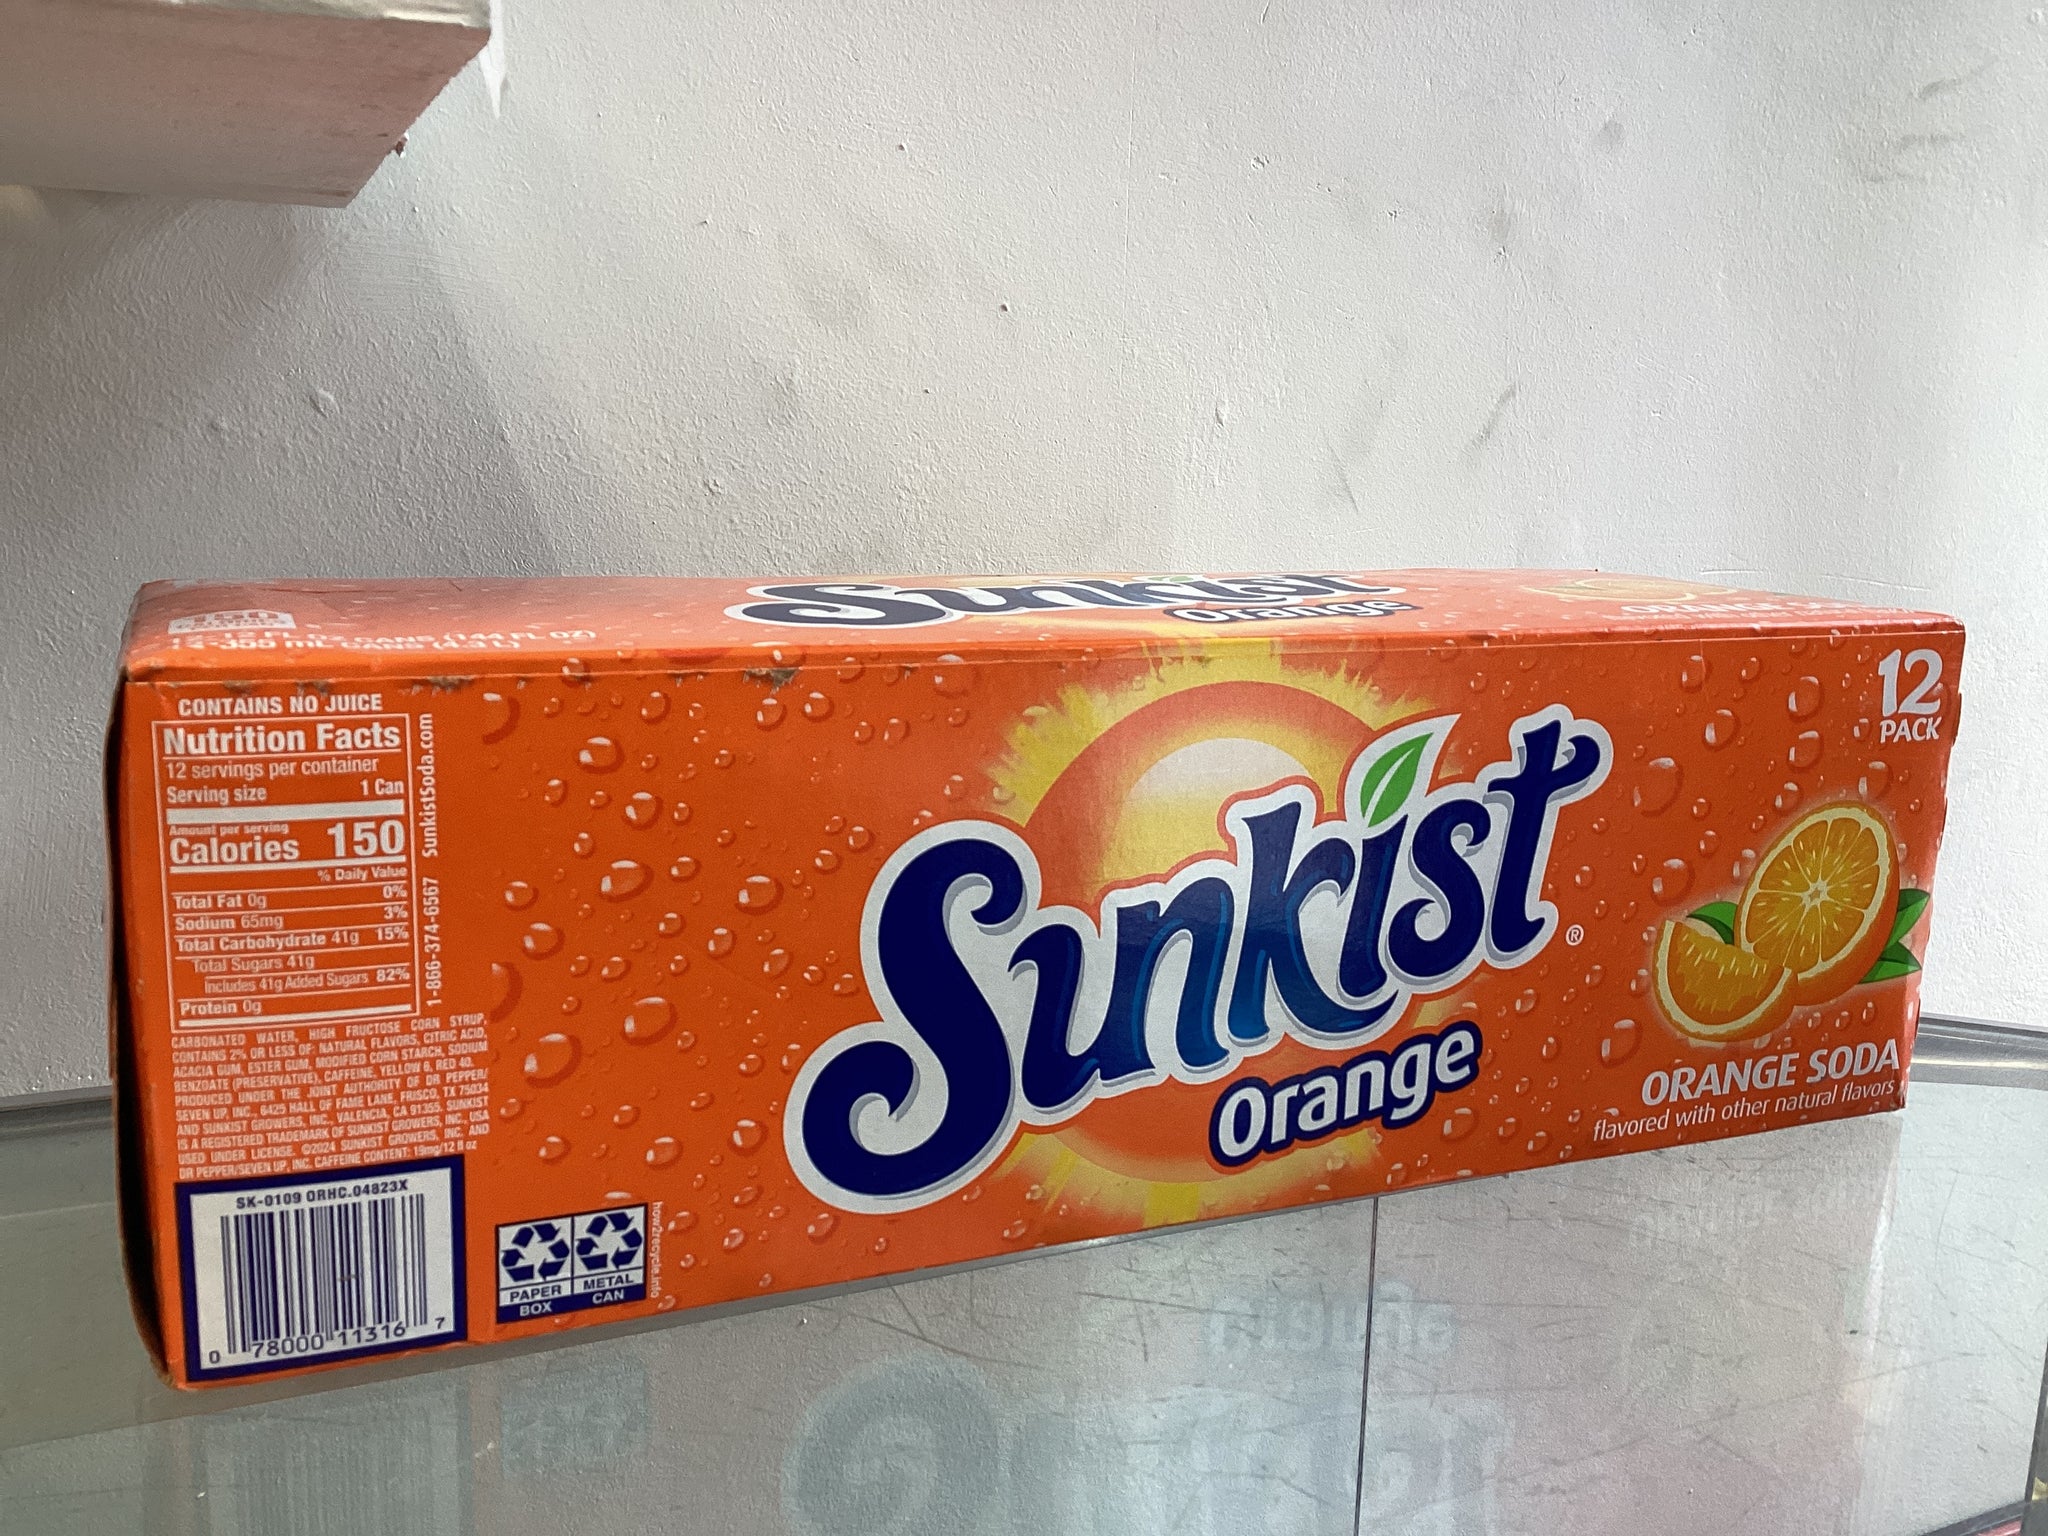 150
12-12 FL OZ CANS (144 FL OZ)
12-355 mL CANS (4.3 L)
Sunkist
Orange
CONTAINS NO JUICE
Nutrition Facts
12 servings per container
Serving size 1 Can
Amount per serving
Calories 150
% Daily Value
Total Fat 0g 0%
Sodium 65mg 3%
Total Carbohydrate 41g 15%
Total Sugars 41g
Includes 41g Added Sugars 82%
Protein 0g
1-866-374-6567 SunkistSoda.com
CARBONATED WATER, HIGH FRUCTOSE CORN SYRUP,
CONTAINS 2% OR LESS OF: NATURAL FLAVORS, CITRIC ACID,
ACACIA GUM, ESTER GUM, MODIFIED CORN STARCH, SODIUM
BENZOATE (PRESERVATIVE), CAFFEINE, YELLOW 6, RED 40.
PRODUCED UNDER THE JOINT AUTHORITY OF DR PEPPER/
SEVEN UP, INC., 6425 HALL OF FAME LANE, FRISCO, TX 75034
AND SUNKIST GROWERS, INC., VALENCIA, CA 91355. SUNKIST
IS A REGISTERED TRADEMARK OF SUNKIST GROWERS, INC., USA
USED UNDER LICENSE. ©2024 SUNKIST GROWERS, INC. AND
DR PEPPER/SEVEN UP, INC. CAFFEINE CONTENT: 19mg/12 fl oz
SK-0109 ORHC.04823X
0 78000 11316 7
PAPER
BOX
METAL
CAN
how2recycle.info
Sunkist®
Orange
12
PACK
ORANGE SODA
flavored with other natural flavors